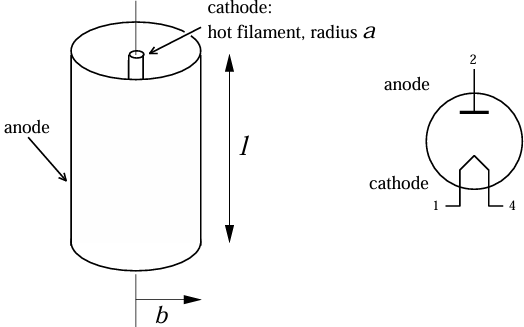 cathode:
hot filament, radius a
anode
l
b
2
anode
cathode
1
4